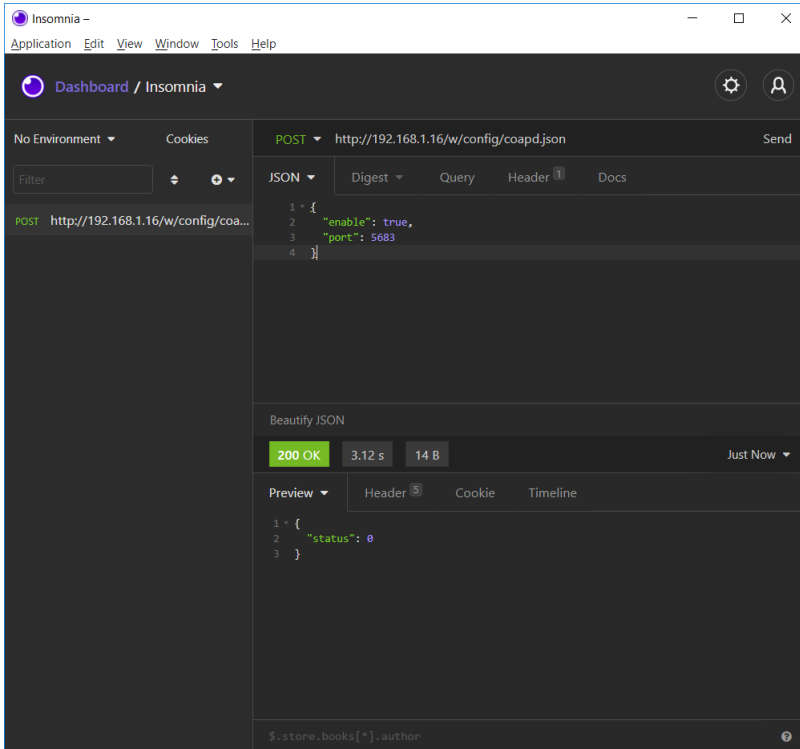 Insomnia –
Application Edit View Window Tools Help
Dashboard / Insomnia
No Environment Cookies
Filter
POST http://192.168.1.16/w/config/coa...
POST http://192.168.1.16/w/config/coapd.json Send
JSON Digest Query Header 1 Docs
1 {
2 "enable": true,
3 "port": 5683
4 }
Beautify JSON
200 OK 3.12 s 14 B Just Now
Preview Header 5 Cookie Timeline
1 {
2 "status": 0
3 }
$.store.books[*].author